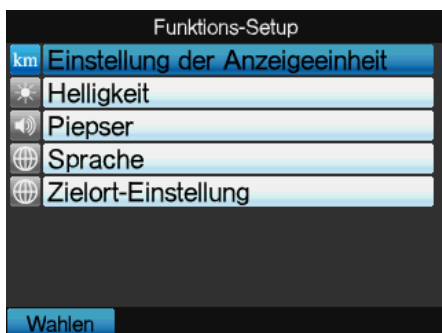 Funktions-Setup
km Einstellung der Anzeigeeinheit
Helligkeit
Piepser
Sprache
Zielort-Einstellung
Wahlen